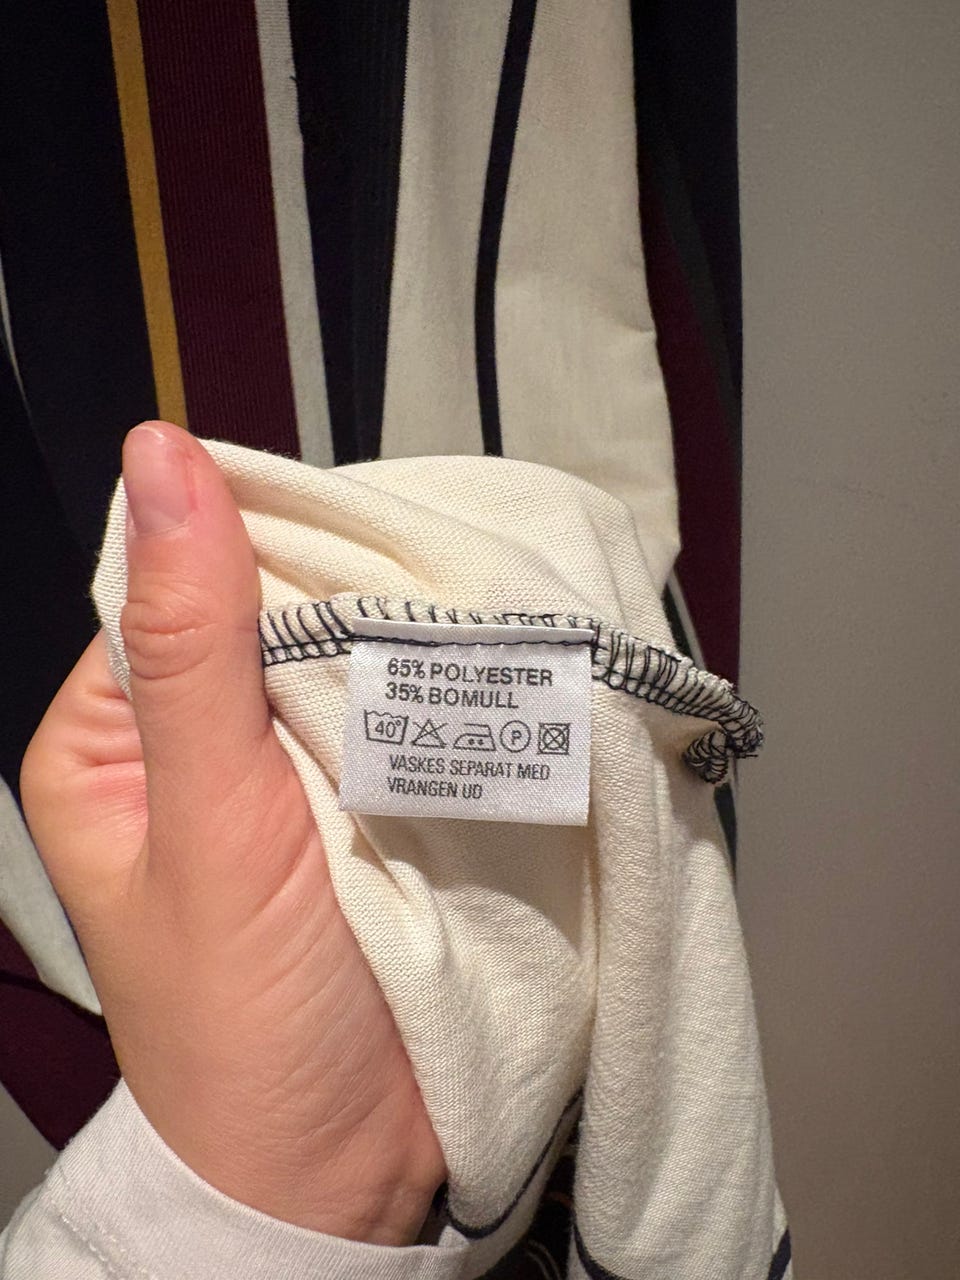 65% POLYESTER
35% BOMULL
40° P
VASKES SEPARAT MED
VRANGEN UD